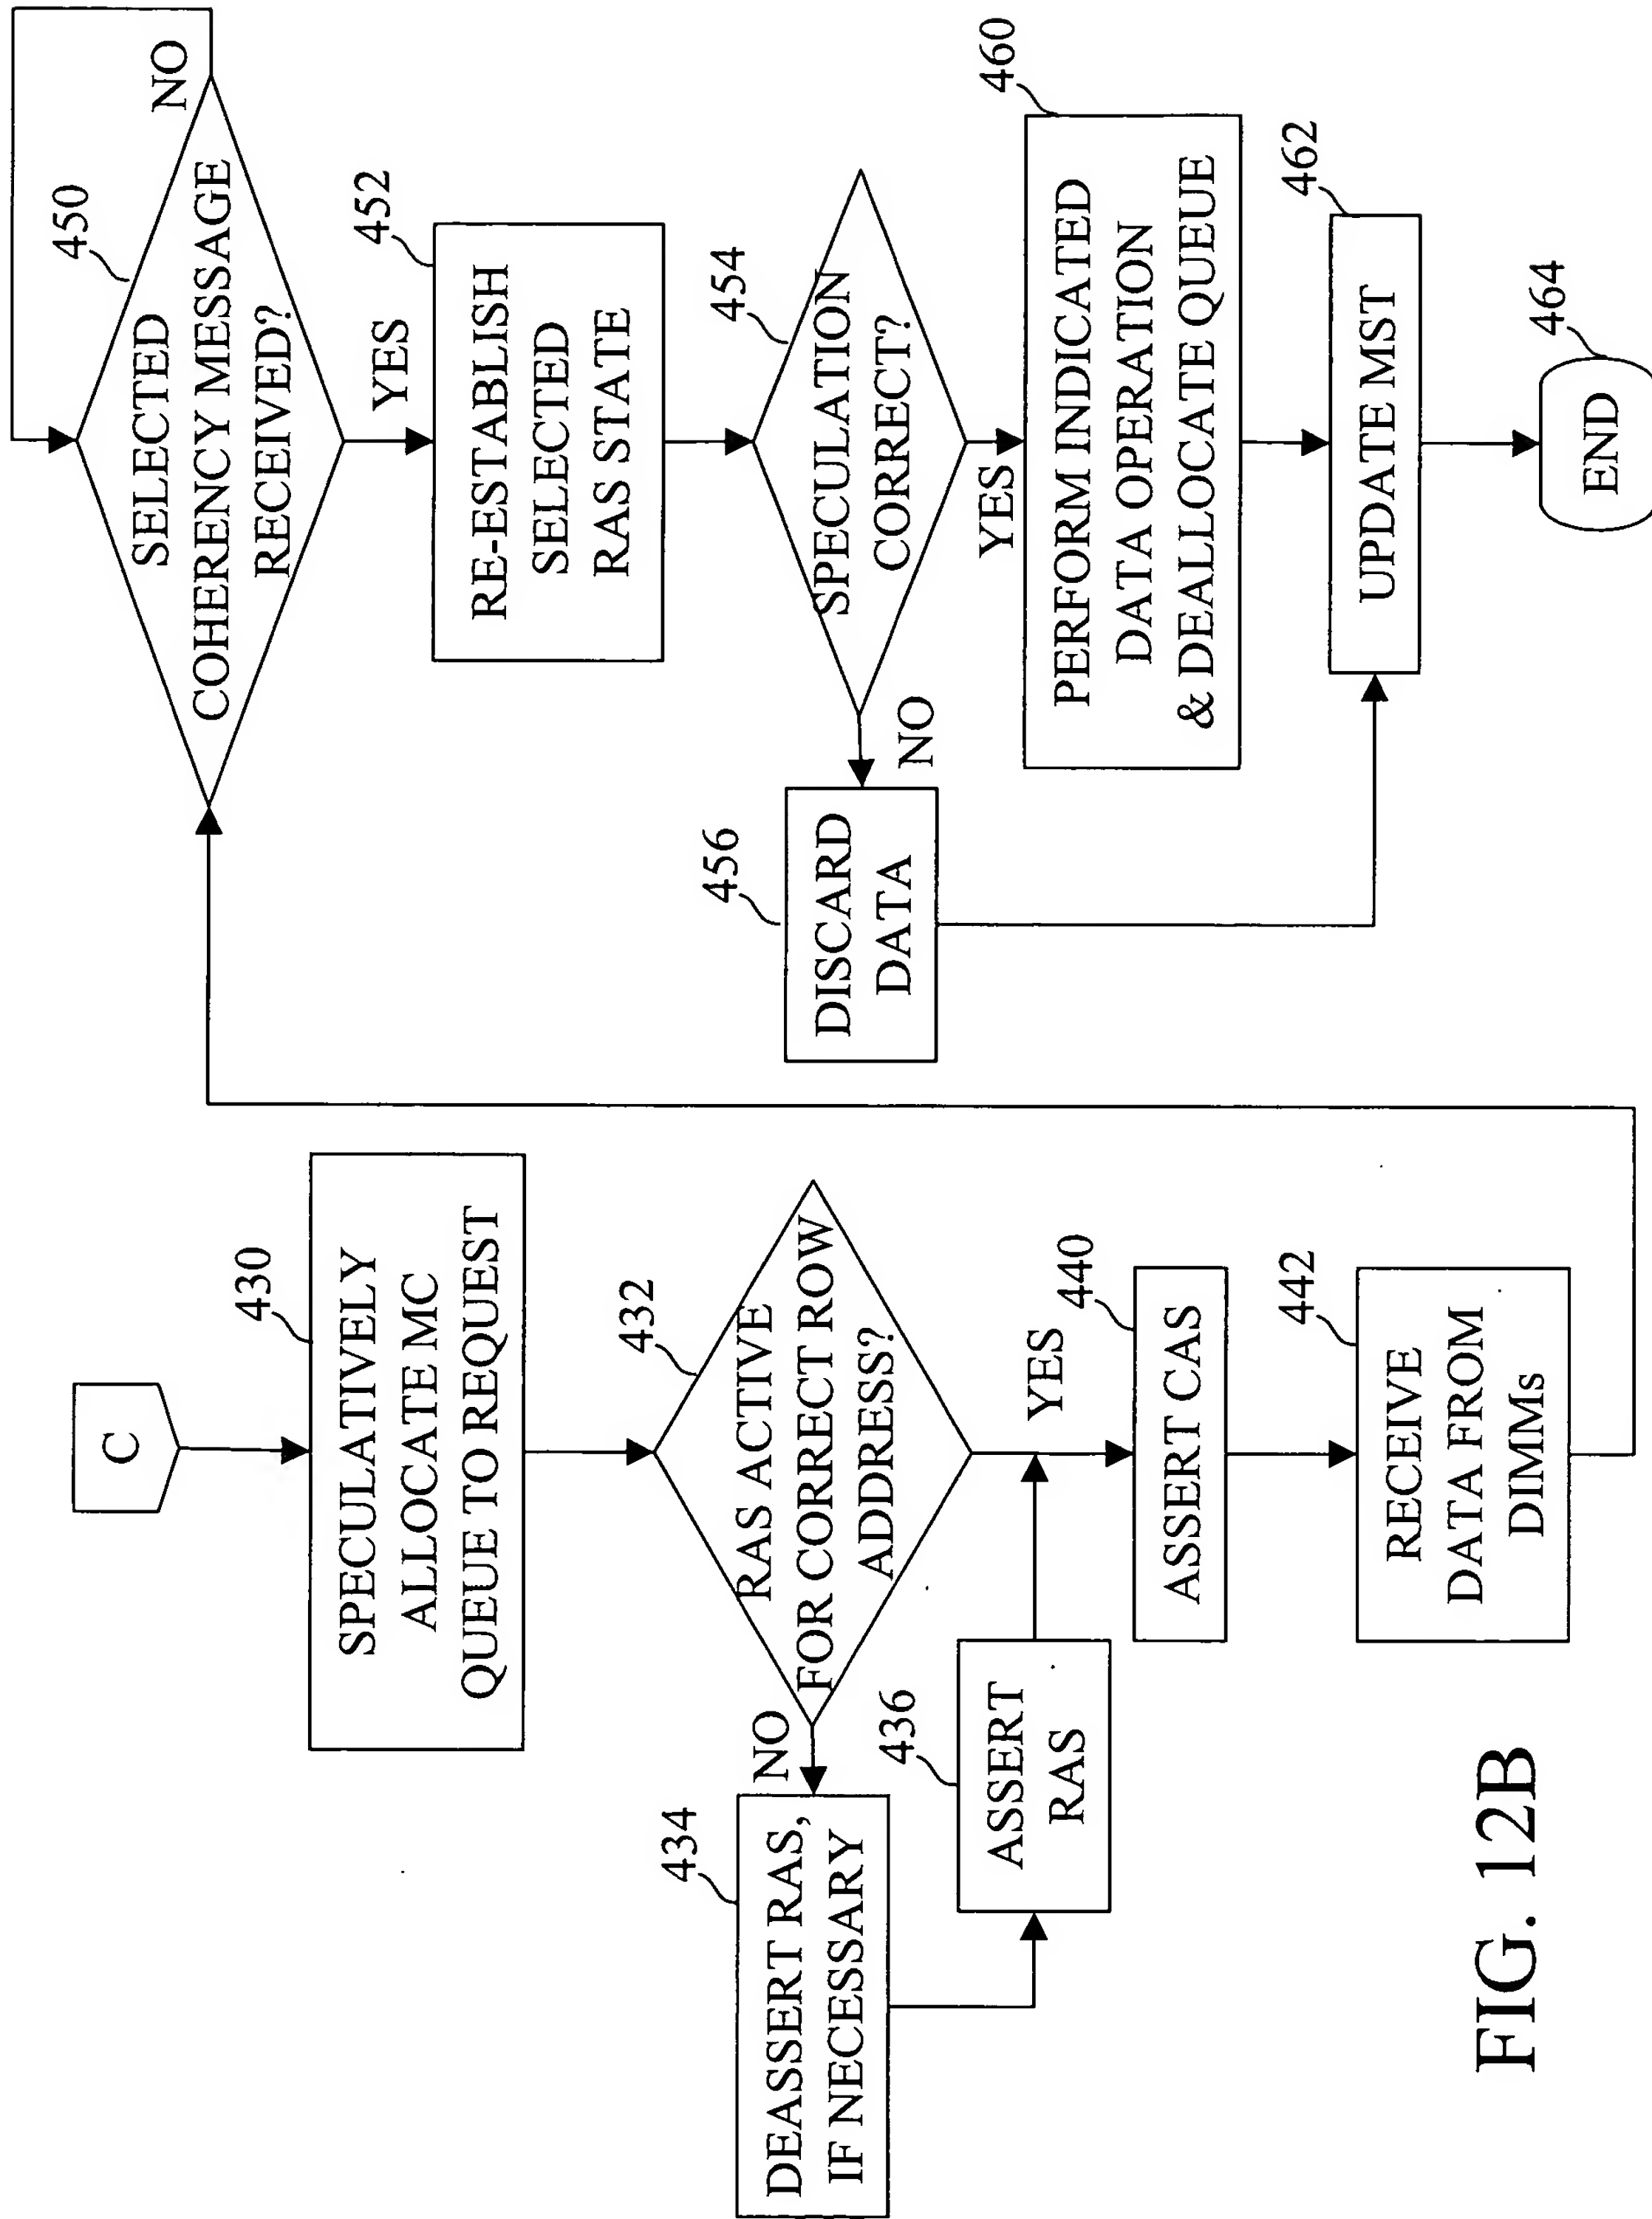 C
430
SPECULATIVELY
ALLOCATE MC
QUEUE TO REQUEST
432
RAS ACTIVE
FOR CORRECT ROW
ADDRESS?
NO
434
DEASSERT RAS,
IF NECESSARY
436
ASSERT
RAS
YES
440
ASSERT CAS
442
RECEIVE
DATA FROM
DIMMs
450
SELECTED
COHERENCY MESSAGE
RECEIVED?
NO
YES
452
RE-ESTABLISH
SELECTED
RAS STATE
454
SPECULATION
CORRECT?
NO
456
DISCARD
DATA
YES
460
PERFORM INDICATED
DATA OPERATION
& DEALLOCATE QUEUE
462
UPDATE MST
464
END
FIG. 12B